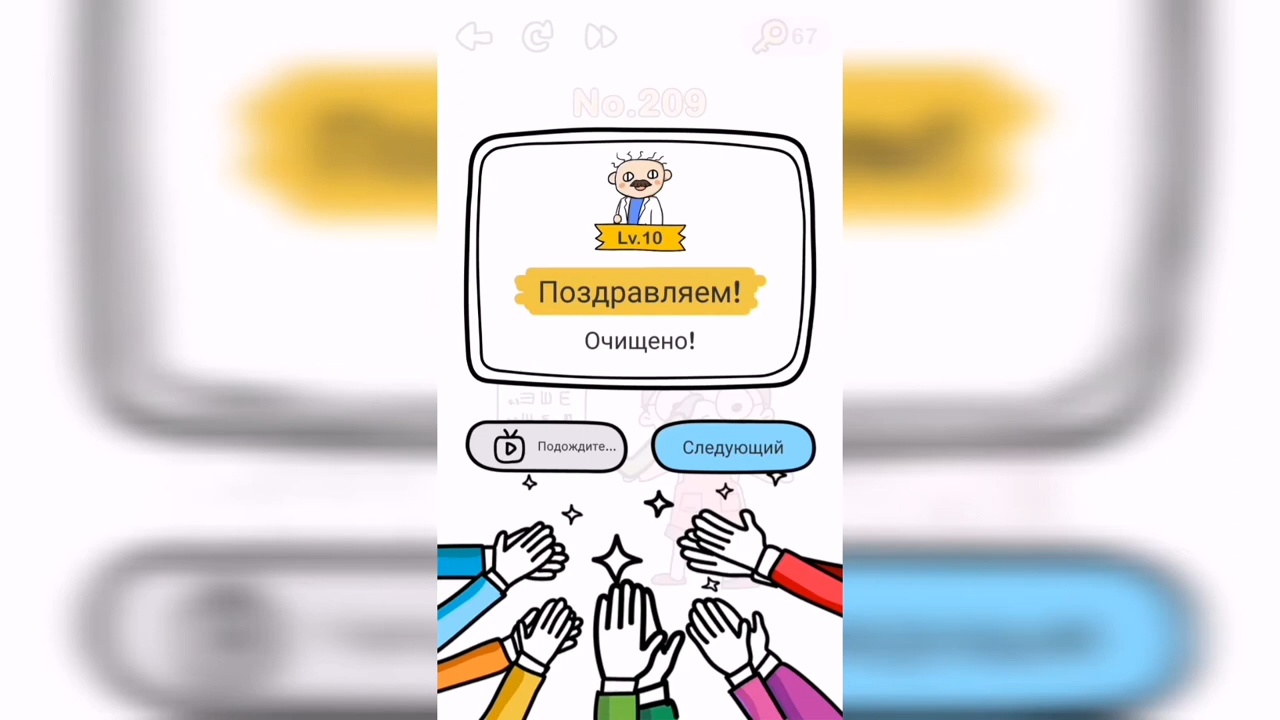 67
No.209
Lv.10
Поздравляем!
Очищено!
Подождите...
Следующий